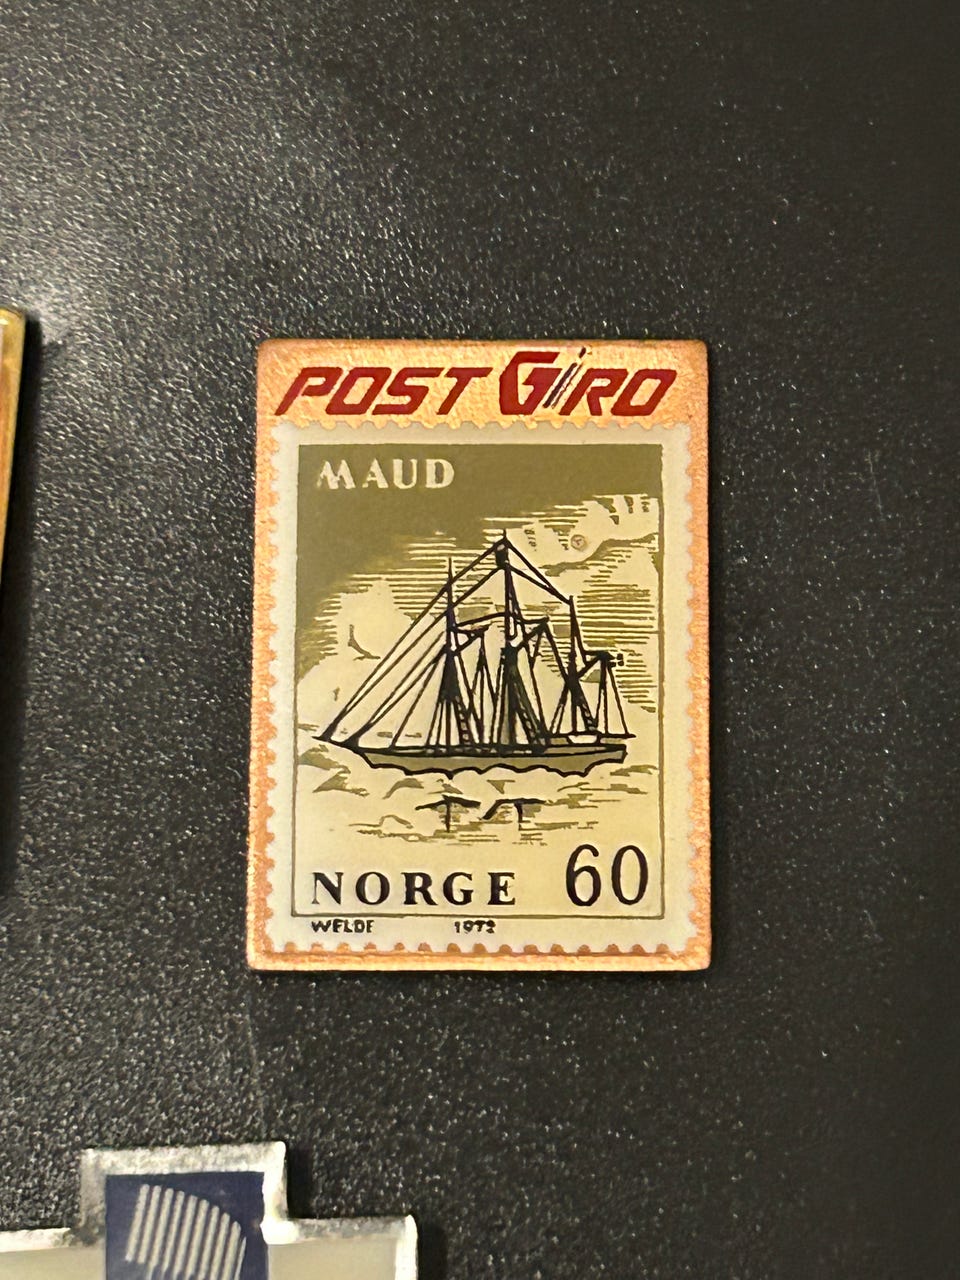 POST GiRO
MAUD
NORGE 60
WELDE 1972